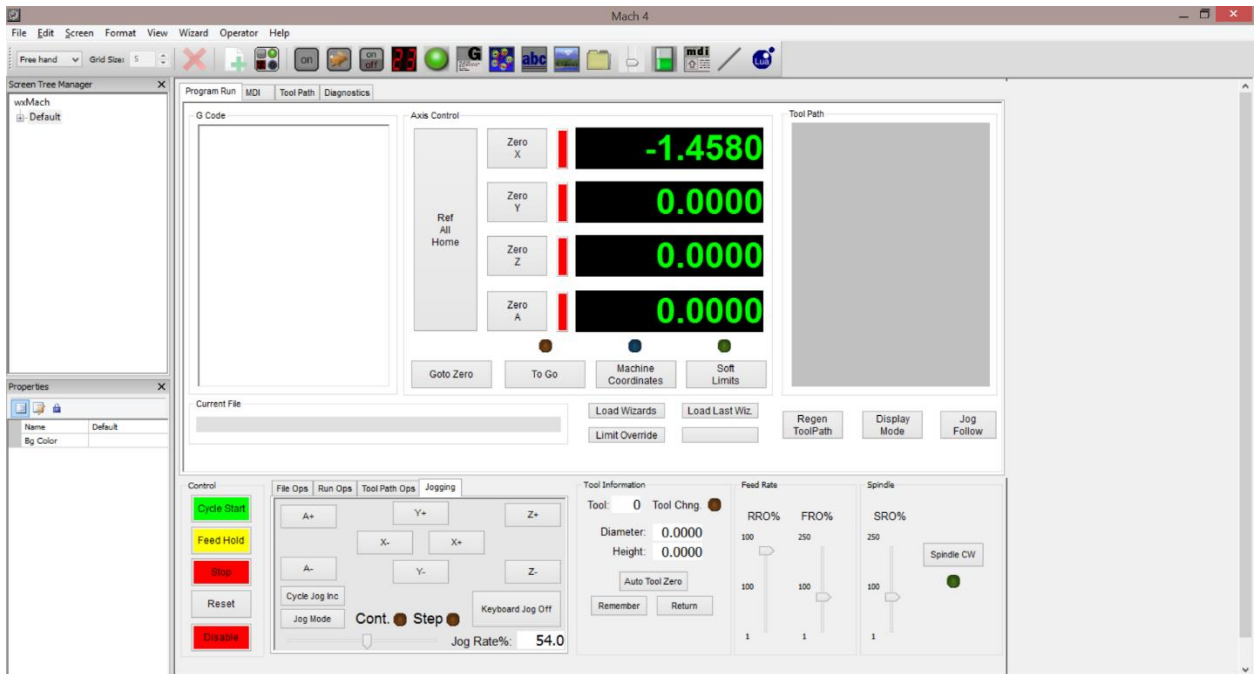 Mach 4
File Edit Screen Format View Wizard Operator Help
Free hand Grid Size: 5
on on off 23 G abc mdi Lua
Screen Tree Manager
wxMach
Default
Properties
Name Default
Bg Color
Program Run MDI Tool Path Diagnostics
G Code
Axis Control
Ref
All
Home
Zero
X
-1.4580
Zero
Y
0.0000
Zero
Z
0.0000
Zero
A
0.0000
Goto Zero
To Go
Machine
Coordinates
Soft
Limits
Tool Path
Current File
Load Wizards Load Last Wiz.
Limit Override
Regen
ToolPath
Display
Mode
Jog
Follow
Control
Cycle Start
Feed Hold
Stop
Reset
Disable
File Ops Run Ops Tool Path Ops Jogging
A+ Y+ Z+
X- X+
A- Y- Z-
Cycle Jog Inc
Jog Mode
Cont. Step
Keyboard Jog Off
Jog Rate%: 54.0
Tool Information
Tool: 0 Tool Chng.
Diameter: 0.0000
Height: 0.0000
Auto Tool Zero
Remember Return
Feed Rate
RRO% FRO%
100 250
100 100
1 1
Spindle
SRO%
250
100
1
Spindle CW